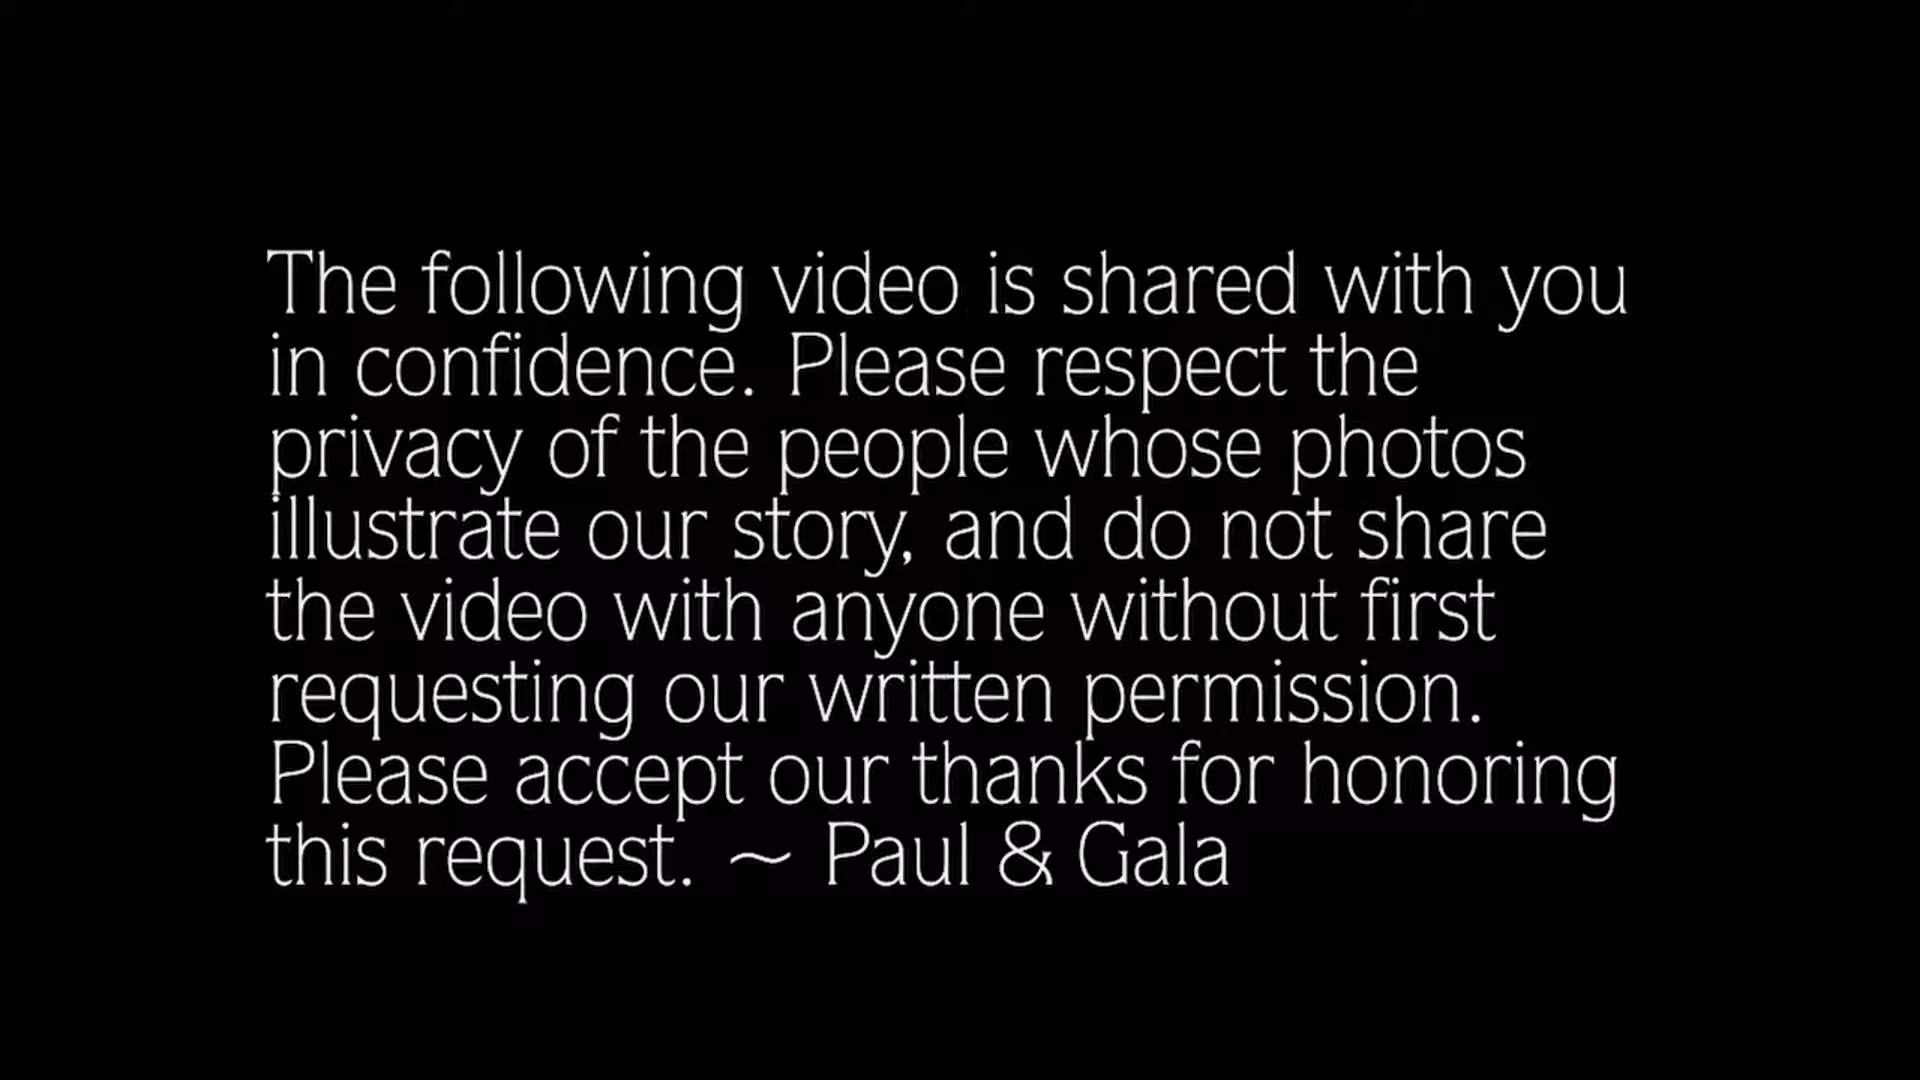 The following video is shared with you
in confidence. Please respect the
privacy of the people whose photos
illustrate our story, and do not share
the video with anyone without first
requesting our written permission.
Please accept our thanks for honoring
this request. ~ Paul & Gala